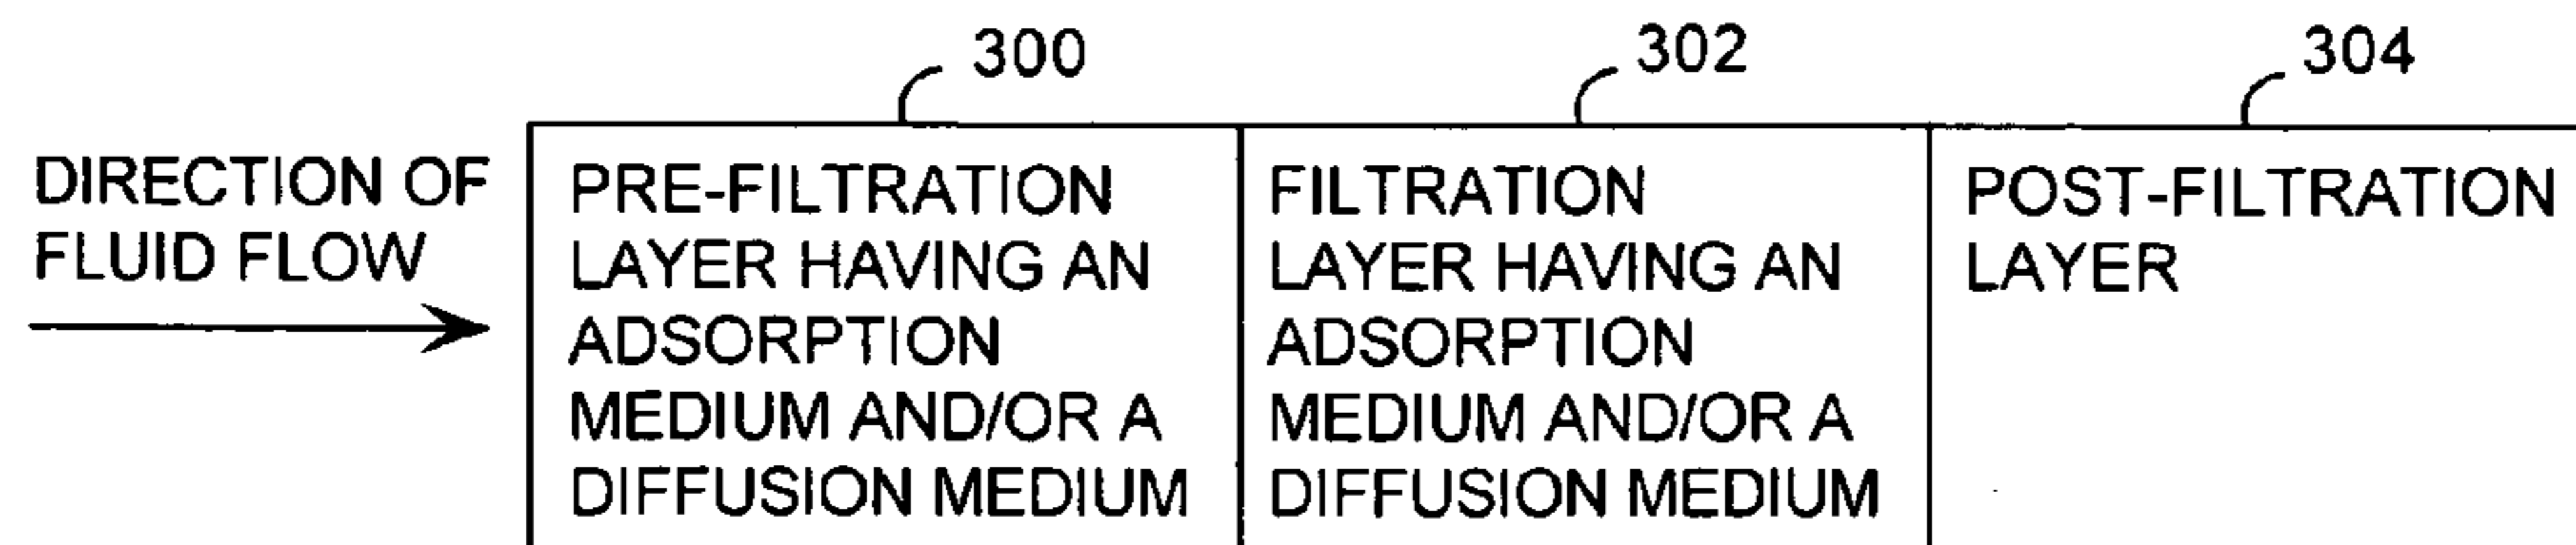 300
302
304
DIRECTION OF
FLUID FLOW
PRE-FILTRATION
LAYER HAVING AN
ADSORPTION
MEDIUM AND/OR A
DIFFUSION MEDIUM
FILTRATION
LAYER HAVING AN
ADSORPTION
MEDIUM AND/OR A
DIFFUSION MEDIUM
POST-FILTRATION
LAYER